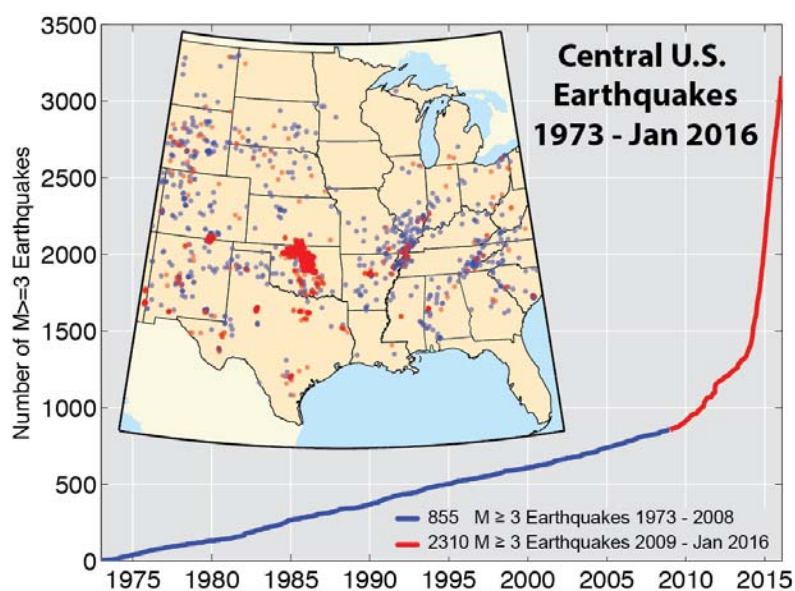 Central U.S.
Earthquakes
1973 - Jan 2016
Number of M>=3 Earthquakes
3500
3000
2500
2000
1500
1000
500
0
855 M ≥ 3 Earthquakes 1973 - 2008
2310 M ≥ 3 Earthquakes 2009 - Jan 2016
1975 1980 1985 1990 1995 2000 2005 2010 2015